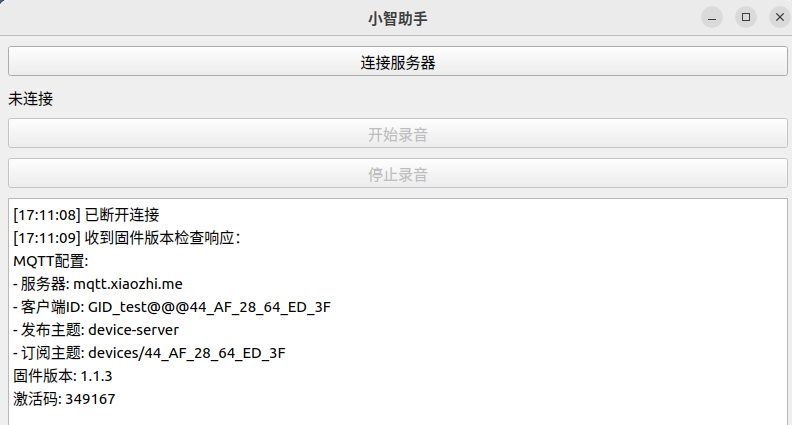 小智助手
连接服务器
未连接
开始录音
停止录音
[17:11:08] 已断开连接
[17:11:09] 收到固件版本检查响应：
MQTT配置:
- 服务器: mqtt.xiaozhi.me
- 客户端ID: GID_test@@@44_AF_28_64_ED_3F
- 发布主题: device-server
- 订阅主题: devices/44_AF_28_64_ED_3F
固件版本: 1.1.3
激活码: 349167